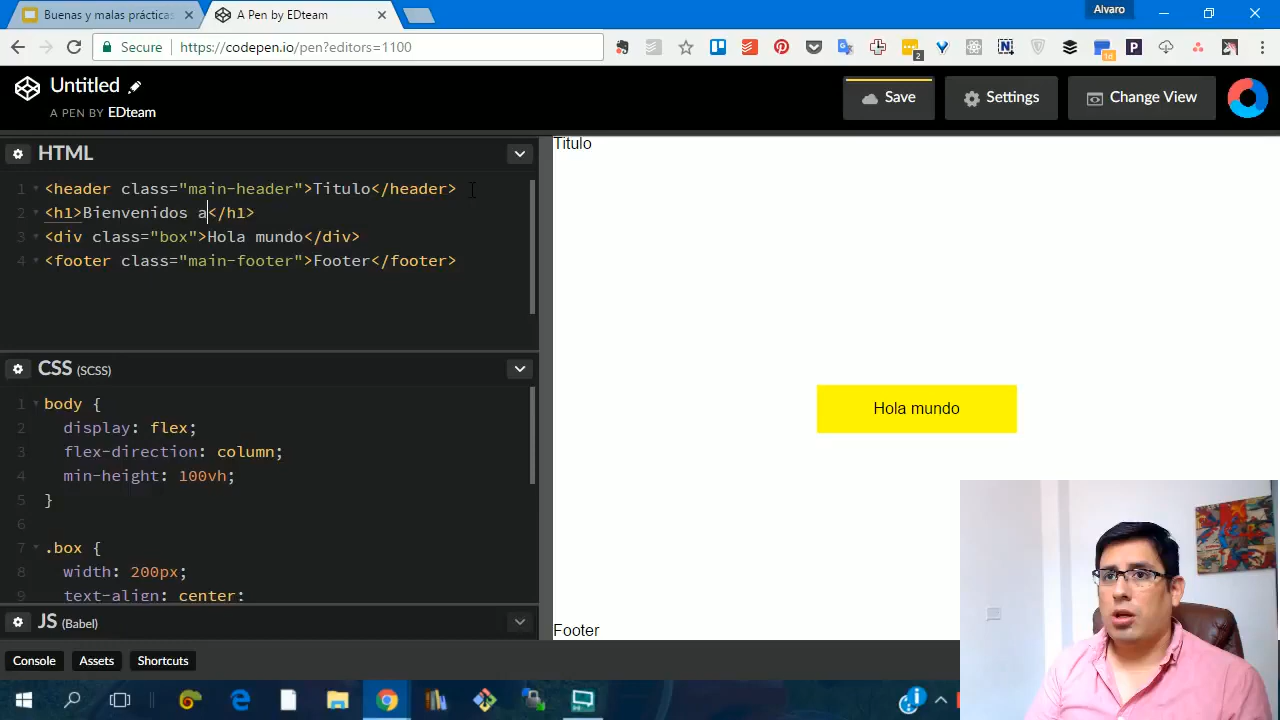 Buenas y malas prácticas
A Pen by EDteam
Alvaro
Secure
https://codepen.io/pen?editors=1100
2
Untitled
A PEN BY EDteam
Save
Settings
Change View
HTML
1 <header class="main-header">Titulo</header>
2 <h1>Bienvenidos a</h1>
3 <div class="box">Hola mundo</div>
4 <footer class="main-footer">Footer</footer>
CSS (SCSS)
1 body {
2 display: flex;
3 flex-direction: column;
4 min-height: 100vh;
5 }
6
7 .box {
8 width: 200px;
9 text-align: center;
JS (Babel)
Console
Assets
Shortcuts
Titulo
Hola mundo
Footer